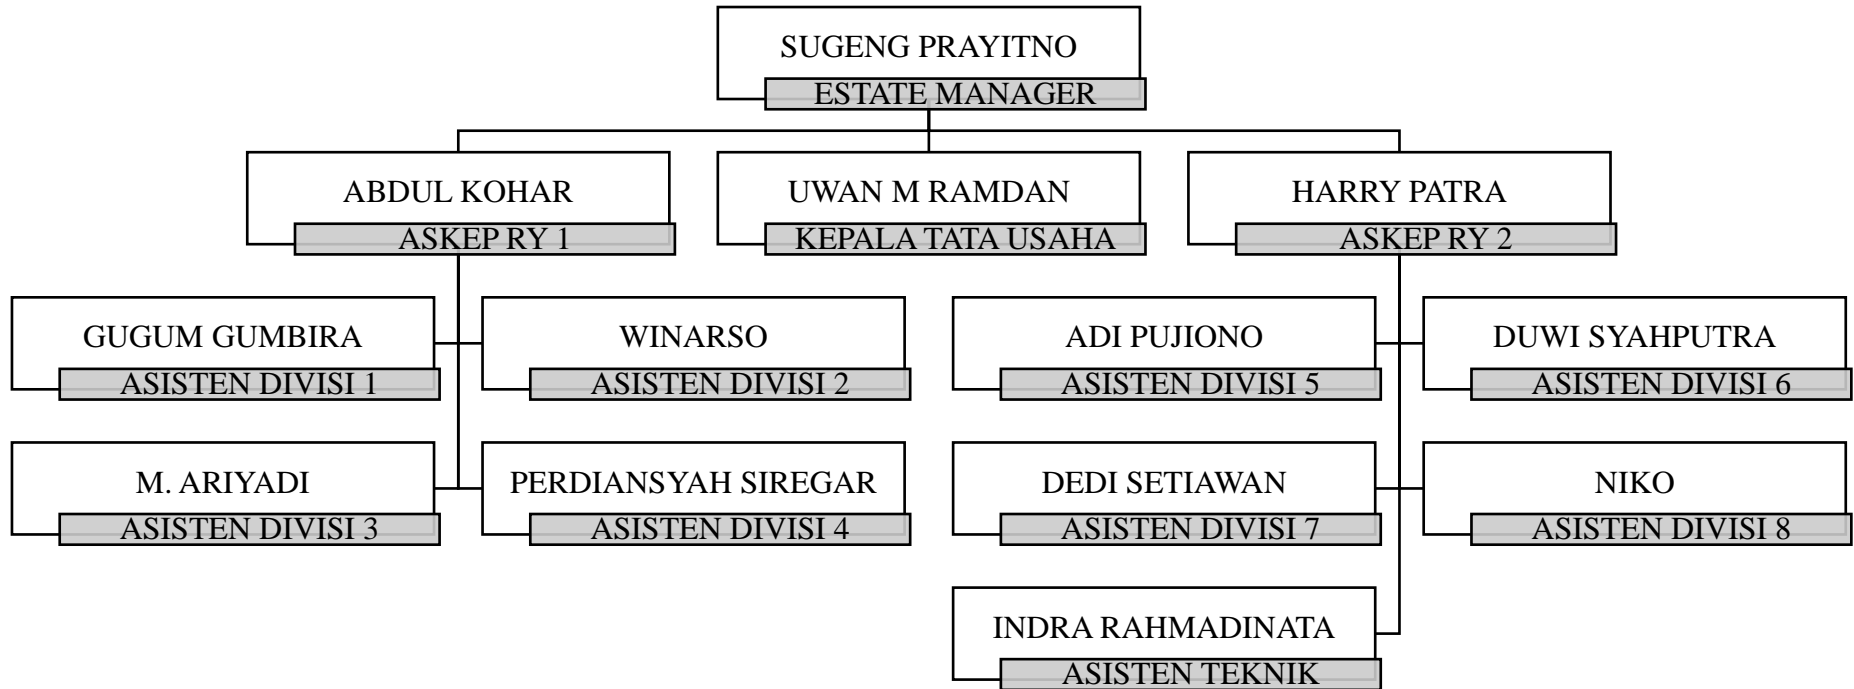 SUGENG PRAYITNO
ESTATE MANAGER
ABDUL KOHAR
ASKEP RY 1
UWAN M RAMDAN
KEPALA TATA USAHA
HARRY PATRA
ASKEP RY 2
GUGUM GUMBIRA
ASISTEN DIVISI 1
WINARSO
ASISTEN DIVISI 2
ADI PUJIONO
ASISTEN DIVISI 5
DUWI SYAHPUTRA
ASISTEN DIVISI 6
M. ARIYADI
ASISTEN DIVISI 3
PERDIANSYAH SIREGAR
ASISTEN DIVISI 4
DEDI SETIAWAN
ASISTEN DIVISI 7
NIKO
ASISTEN DIVISI 8
INDRA RAHMADINATA
ASISTEN TEKNIK